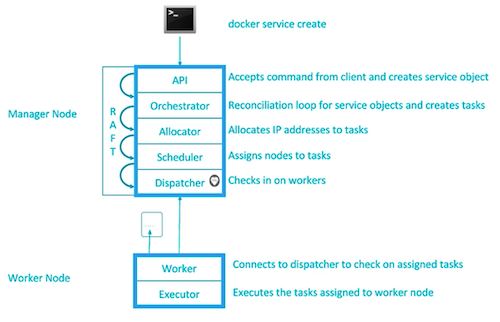 >_
docker service create
API
Accepts command from client and creates service object
Orchestrator
Reconciliation loop for service objects and creates tasks
Manager Node
RAFT
Allocator
Allocates IP addresses to tasks
Scheduler
Assigns nodes to tasks
Dispatcher
Checks in on workers
Worker
Connects to dispatcher to check on assigned tasks
Worker Node
Executor
Executes the tasks assigned to worker node